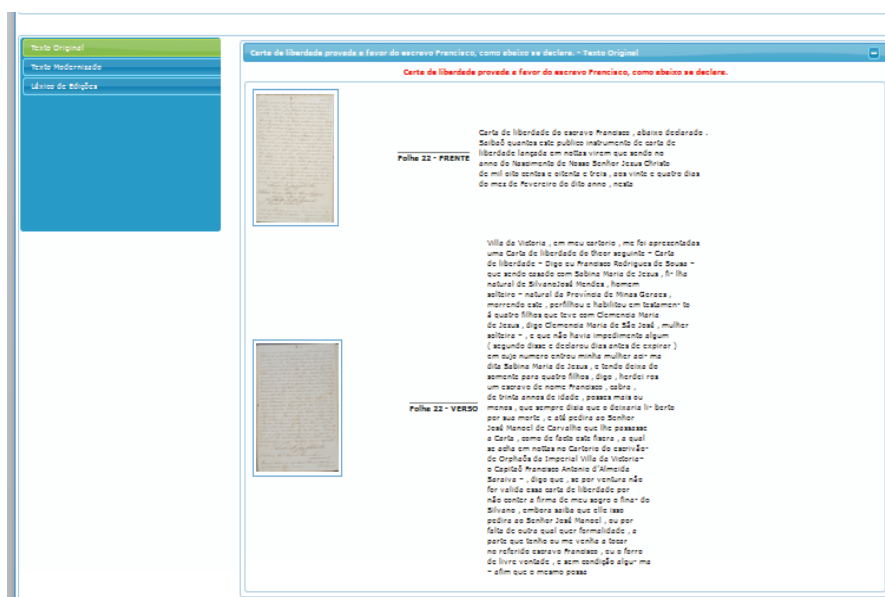 Texto Original
Texto Modernizado
Léxico de Edições
Carta de liberdade provada a favor do escravo Francisco, como abaixo se declara. - Texto Original
Carta de liberdade provada a favor do escravo Francisco, como abaixo se declara.
Folha 22 - FRENTE
Carta de liberdade do escravo Francisco , abaixo declarado .
Saibaõ quantos este publico instrumento de carta de
liberdade lançada em nottas virem que sendo no
anno do Nascimento de Nosso Senhor Jesus Christo
de mil oito centos e oitenta e treis , aos vinte e quatro dias
do mez de Fevereiro do dito anno , nesta
Folha 22 - VERSO
Villa da Victoria , em meu cartorio , me foi apresentadas
uma Carta de liberdade do theor seguinte – Carta
de liberdade – Digo eu Francisco Rodrigues de Sousa –
que sendo casado com Sabina Maria de Jesus , fi- lha
natural de SilvanoJosé Mendes , homem
solteiro – natural da Província de Minas Geraes ,
morrendo este , perfilhou e habilitou em testamen- to
á quatro filhos que teve com Clemencia Maria
de Jesus , digo Clemencia Maria de São José , mulher
solteira – , e que não havia impedimento algum
( segundo disse e declarou dias antes de expirar )
em cujo numero entrou minha mulher aci- ma
dita Sabina Maria de Jesus , e tendo deixa do
somente para quatro filhos , digo , herdei ros
um escravo de nome Francisco , cabra ,
de trinta annos de idade , posses mais ou
menos , que sempre dizia que o deixaria li- berto
por sua morte , e até pedira ao Senhor
José Manoel de Carvalho que lhe passasse
a Carta , como de facto este fizera , a qual
se acha em nottas no Cartorio do escrivão-
de Orphaõs da Imperial Villa da Victoria–
o Capitaõ Francisco Antonio d'Almeida
Saraiva – , digo que , se por ventura não
for valida essa carta de liberdade por
não conter a firma de meu sogro o fina- do
Silvano , embora saiba que elle isso
pedira ao Senhor José Manoel , ou por
falta de outra qual quer formalidade , a
parte que tenho ou me venha a tocar
no referido escravo Francisco , eu o forro
de livre vontade , e sem condição algu- ma
– afim que o mesmo possa